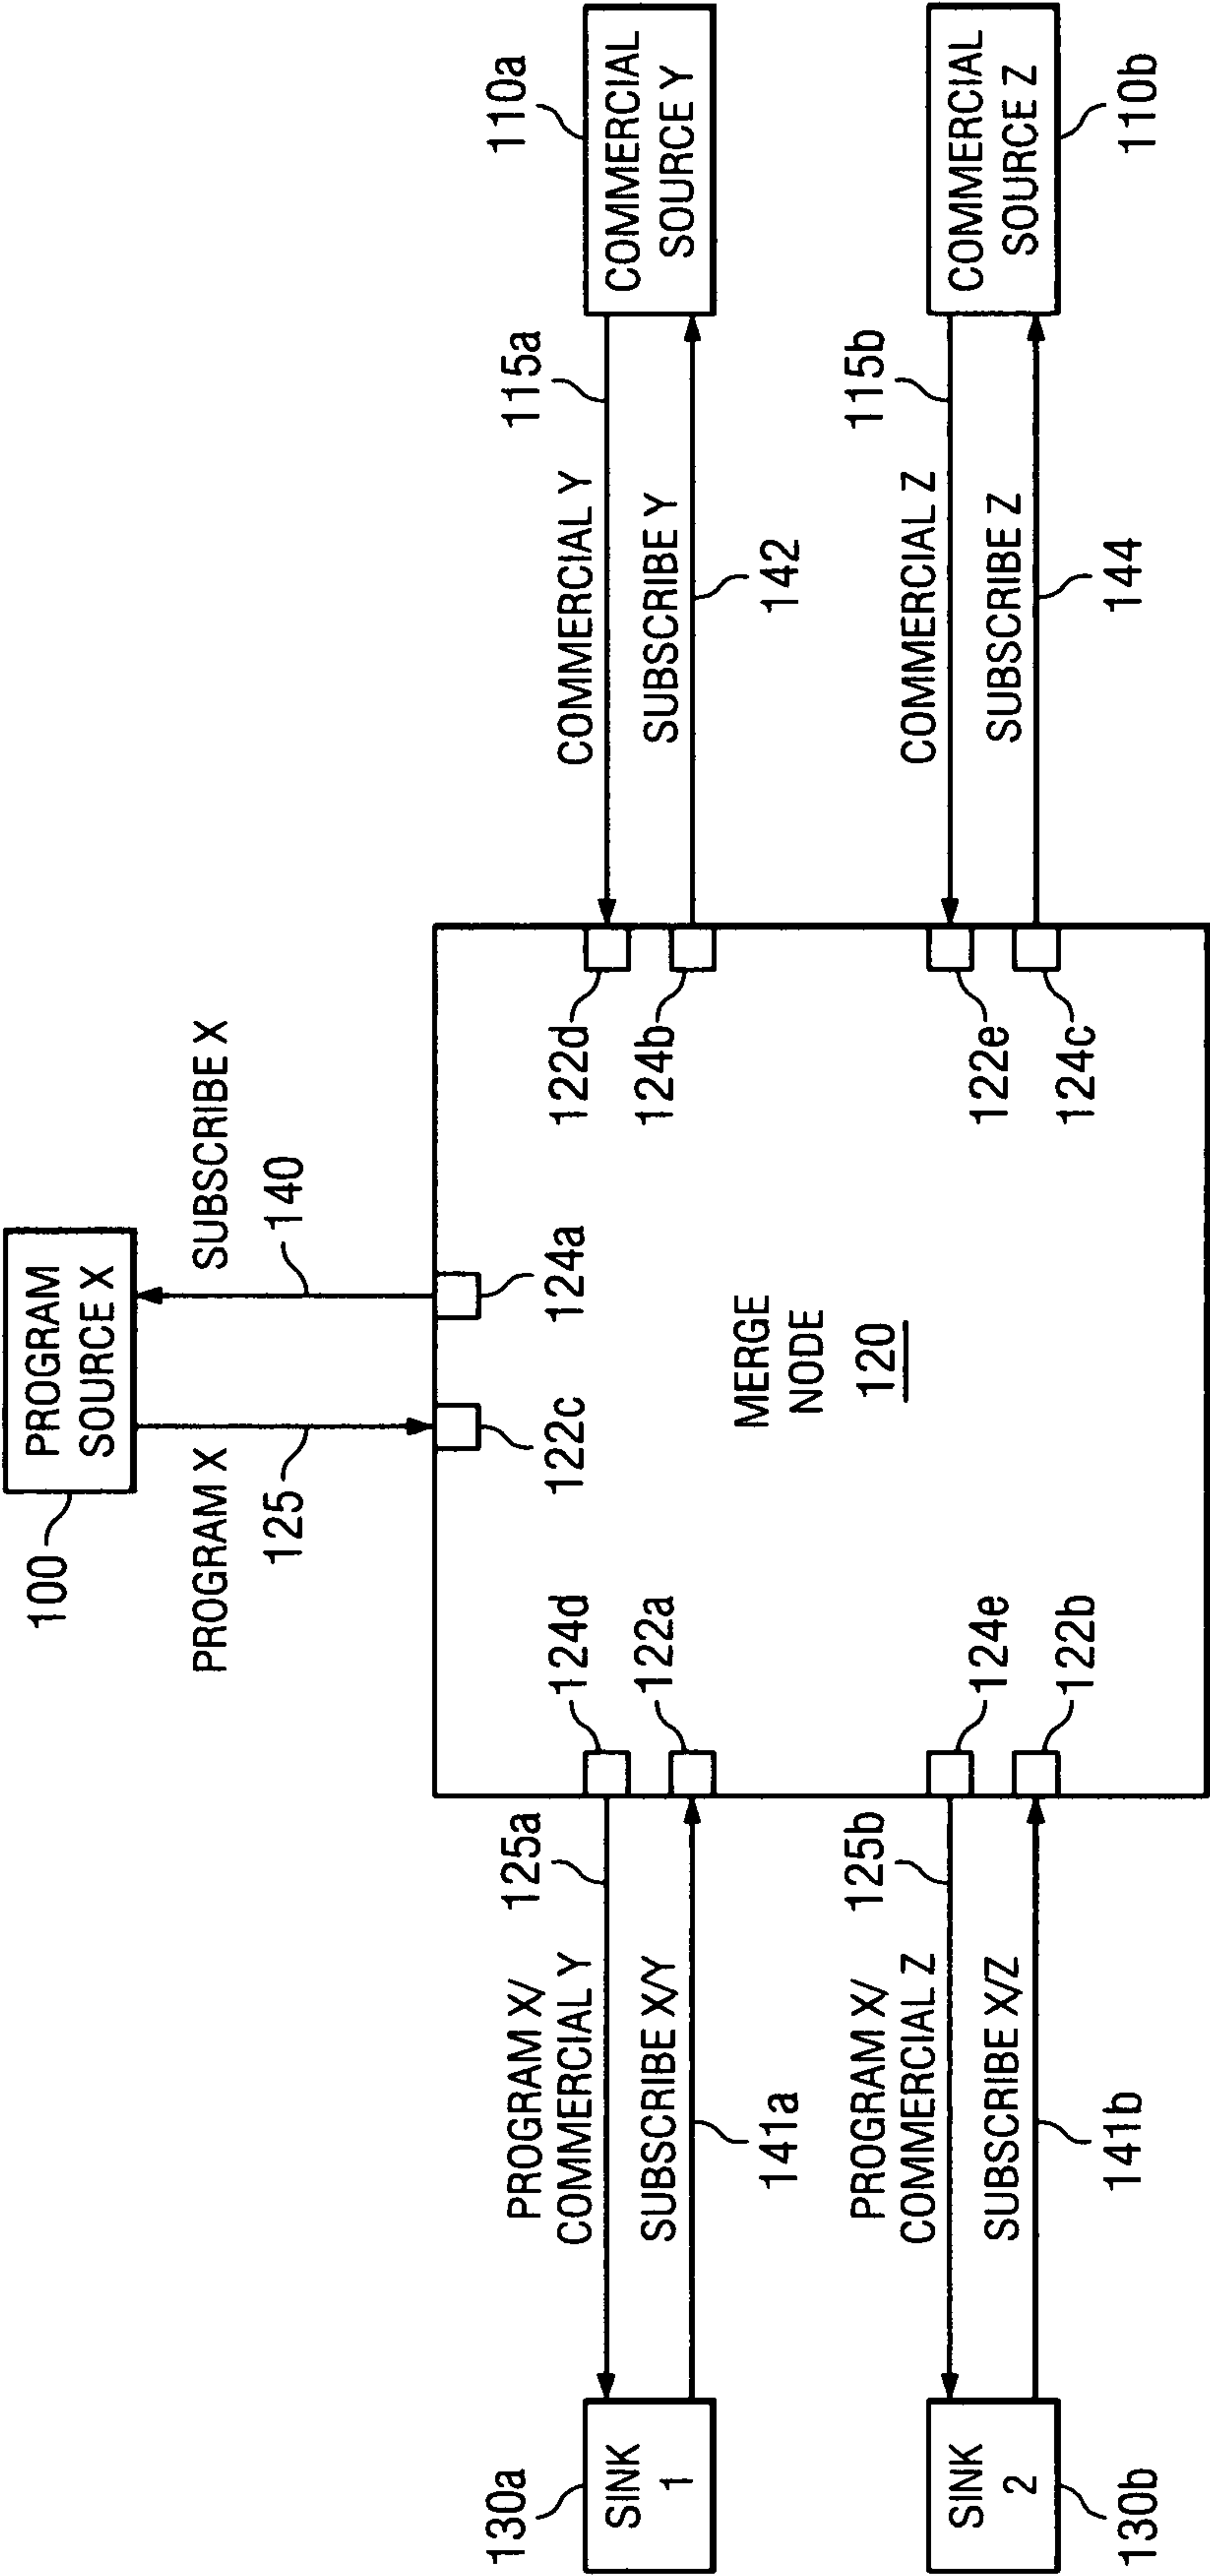 100
PROGRAM
SOURCE X
PROGRAM X
125
SUBSCRIBE X
140
122c
124a
130a
SINK
1
PROGRAM X/
COMMERCIAL Y
125a
SUBSCRIBE X/Y
141a
124d
122a
MERGE
NODE
120
122d
124b
COMMERCIAL Y
115a
SUBSCRIBE Y
142
110a
COMMERCIAL
SOURCE Y
130b
SINK
2
PROGRAM X/
COMMERCIAL Z
125b
SUBSCRIBE X/Z
141b
124e
122b
122e
124c
COMMERCIAL Z
115b
SUBSCRIBE Z
144
110b
COMMERCIAL
SOURCE Z